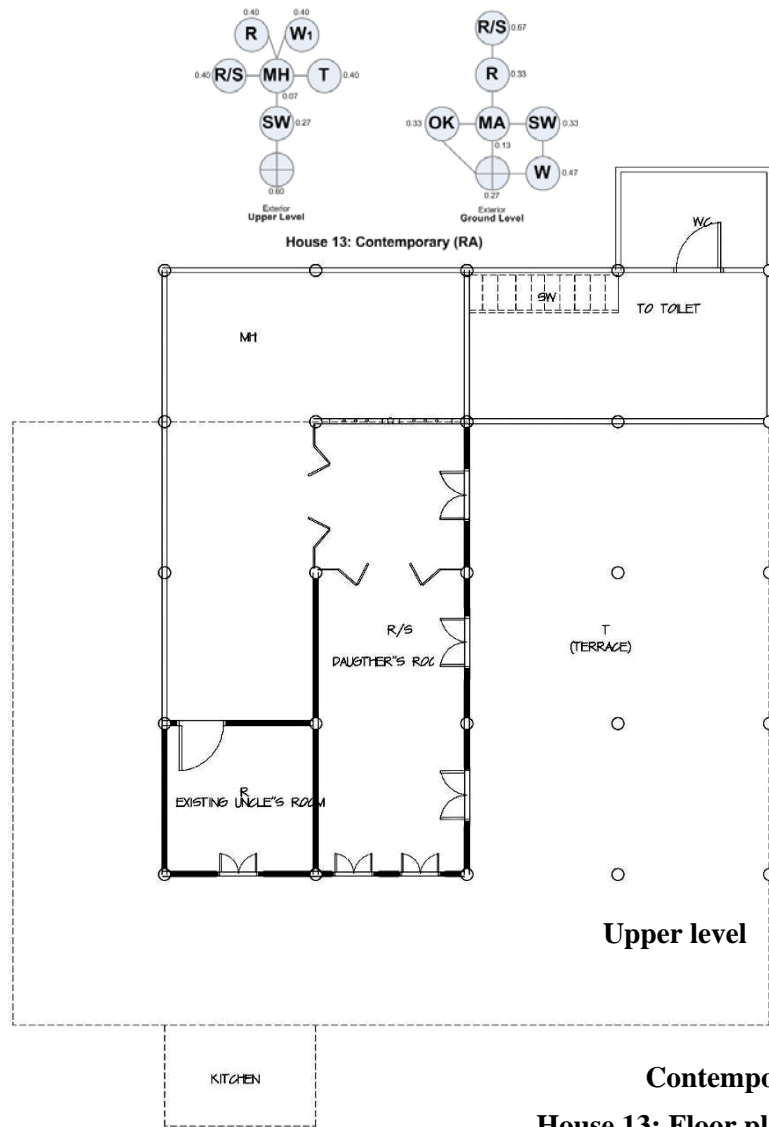 0.40 0.40
R W1
0.40 R/S MH T 0.40
0.07
SW 0.27
0.60
Exterior
Upper Level
R/S 0.67
R 0.33
0.33 OK MA SW 0.33
0.13
W 0.47
0.27
Exterior
Ground Level
House 13: Contemporary (RA)
WC
SW
TO TOILET
MH
R/S
DAUGTHER"S ROO
T
(TERRACE)
R
EXISTING UNCLE"S ROOM
Upper level
KITCHEN
Contempo
House 13: Floor pl